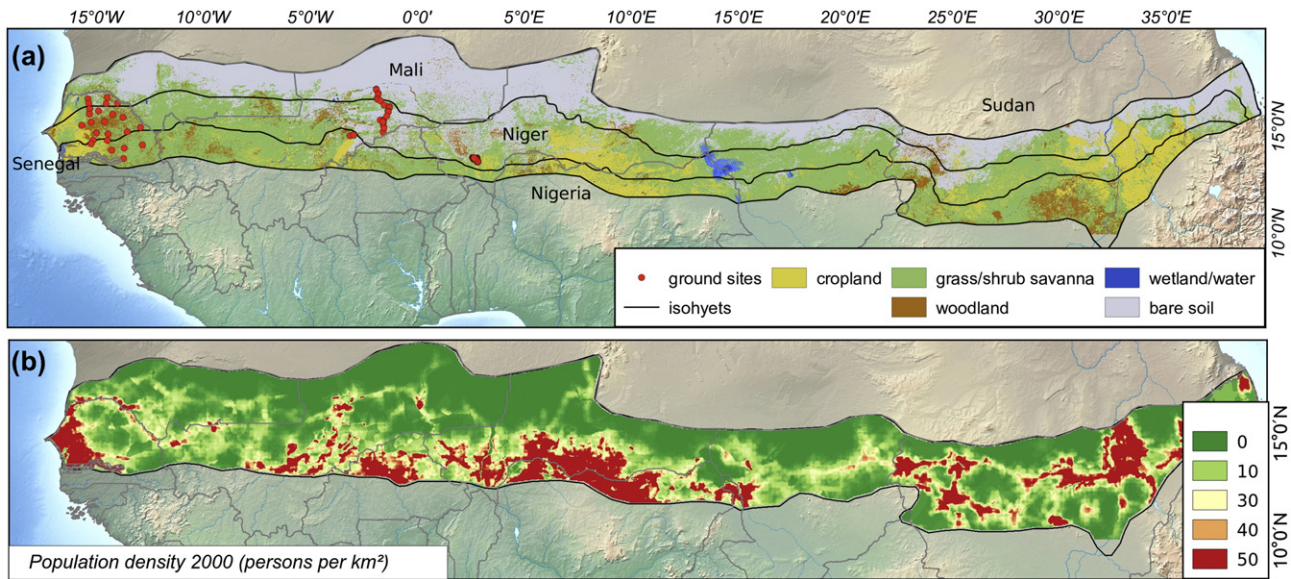 15°0'W 10°0'W 5°0'W 0°0' 5°0'E 10°0'E 15°0'E 20°0'E 25°0'E 30°0'E 35°0'E
(a)
Mali
Sudan
15°0'N
Niger
Senegal
Nigeria
10°0'N
ground sites cropland grass/shrub savanna wetland/water
isohyets woodland bare soil
(b)
15°0'N
0
10
30
40
50
10°0'N
Population density 2000 (persons per km²)